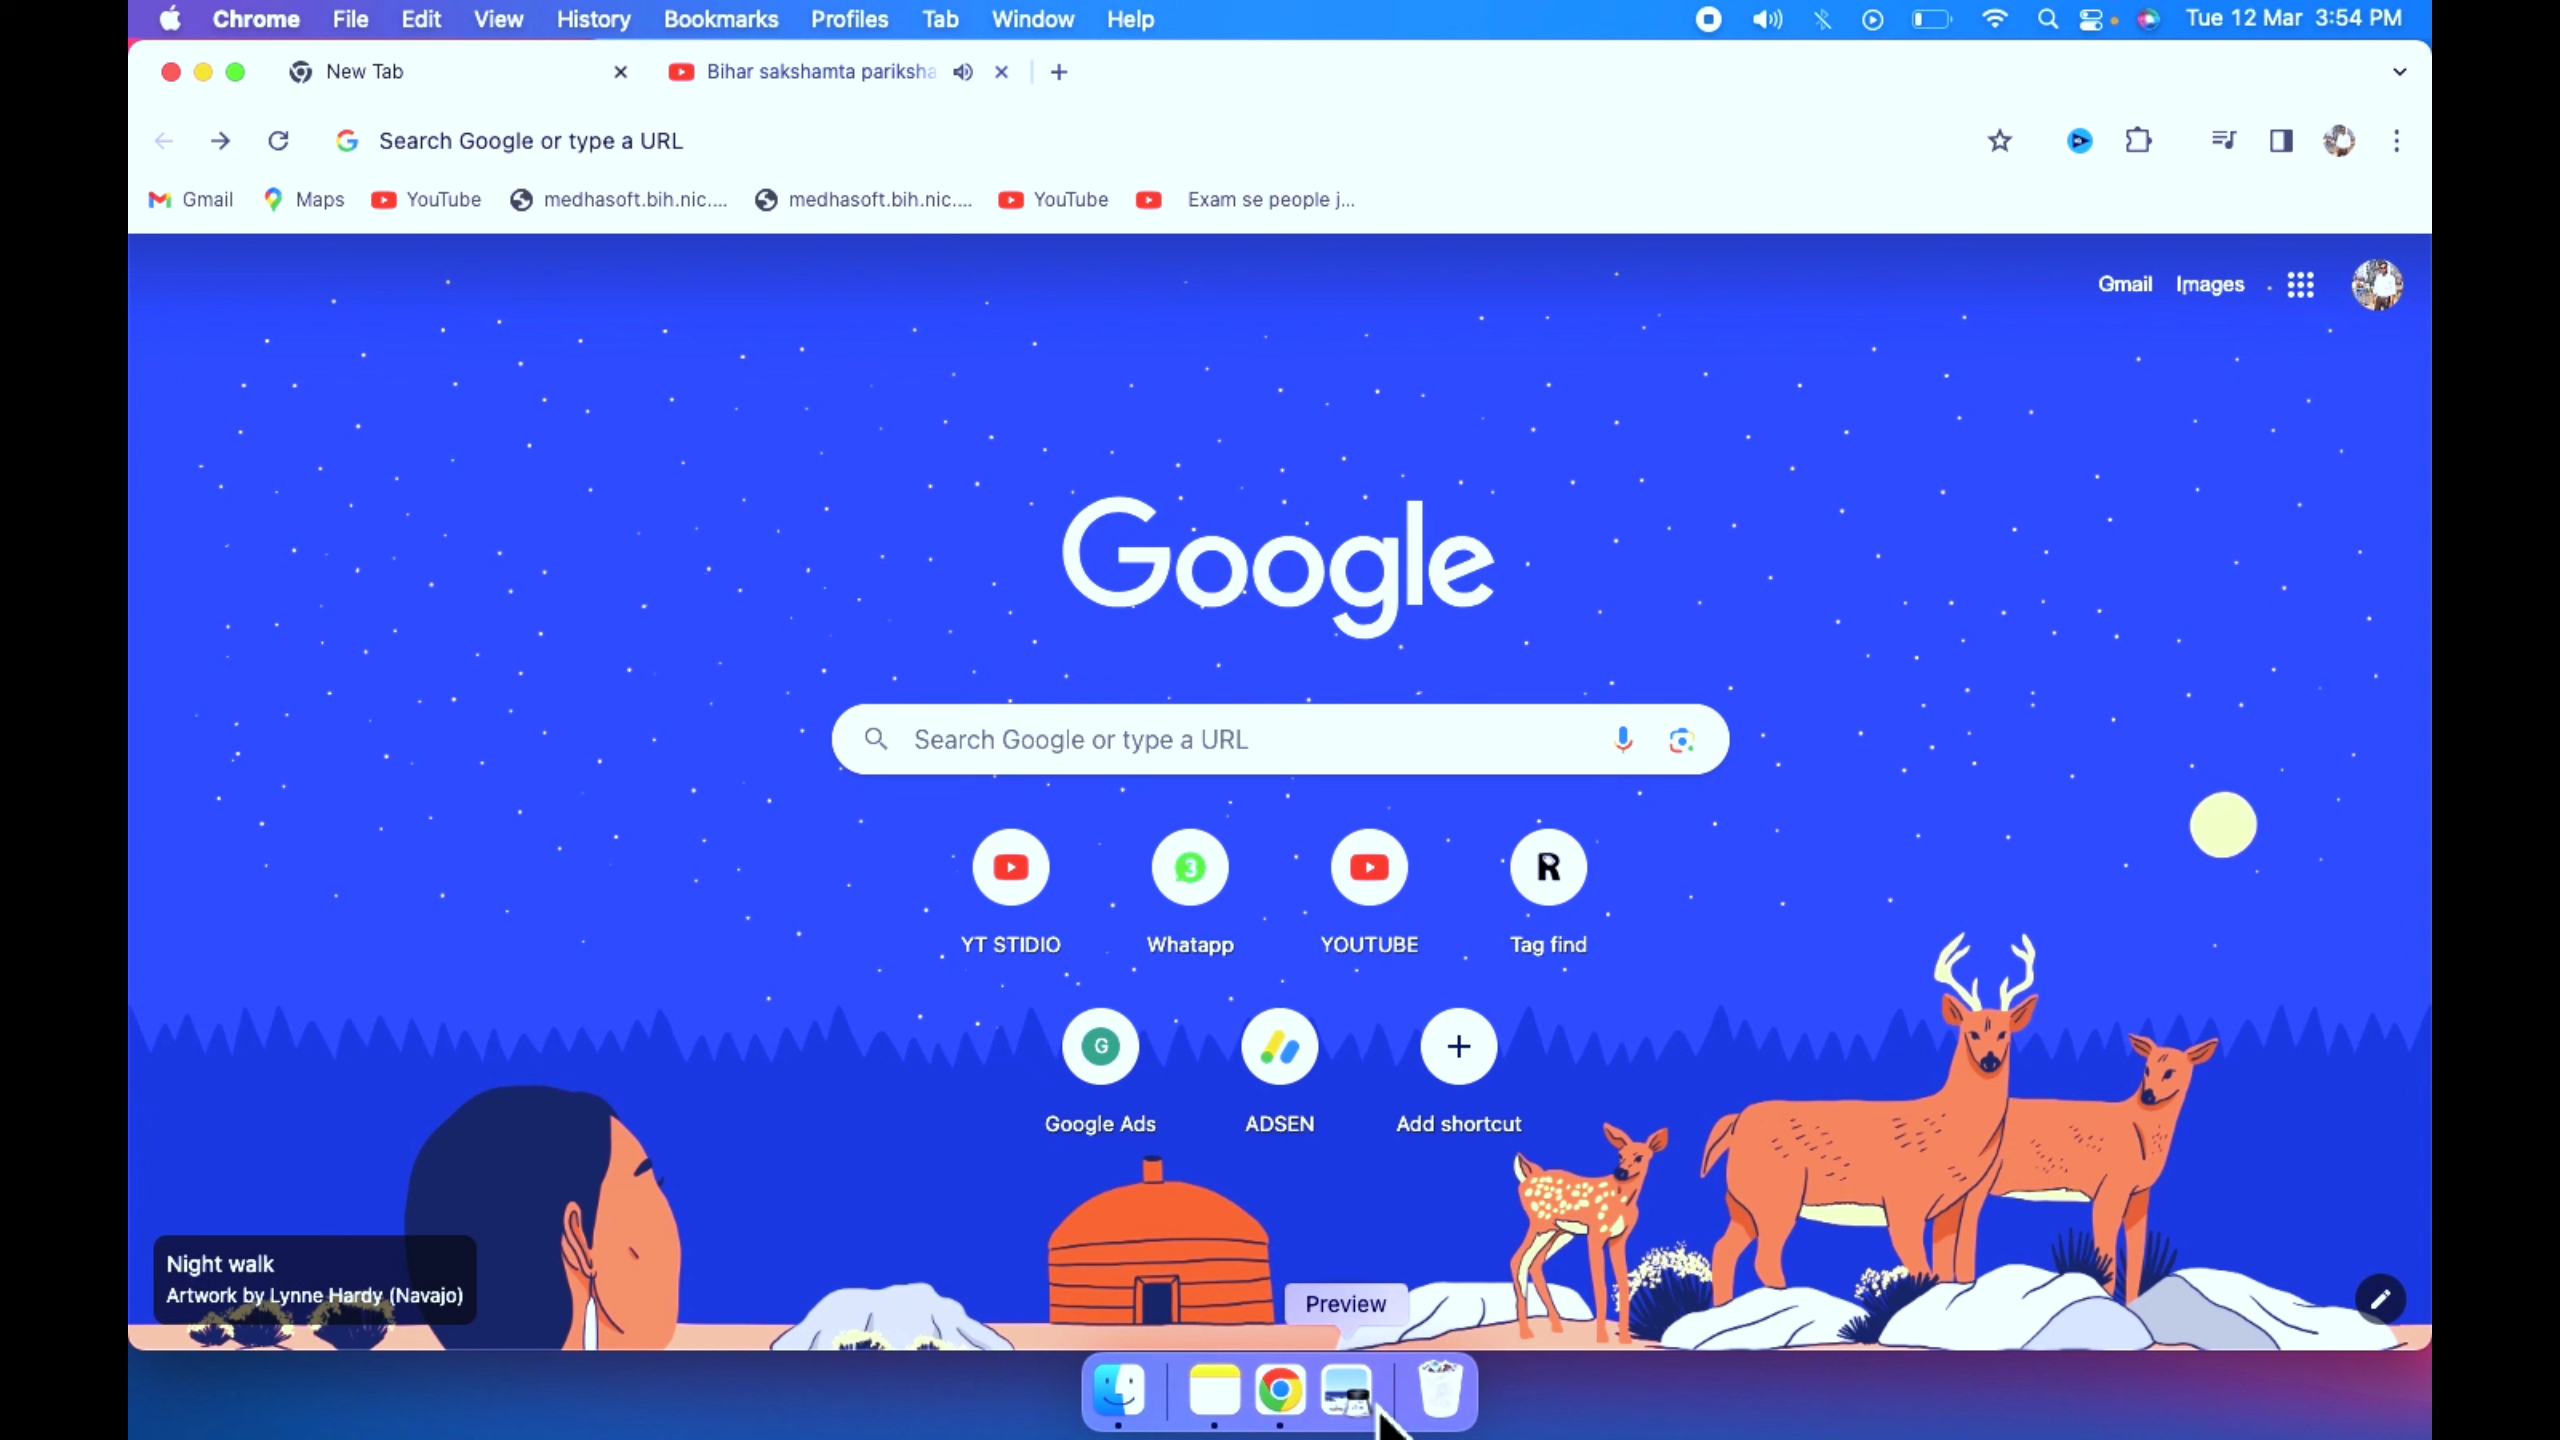 Chrome File Edit View History Bookmarks Profiles Tab Window Help Tue 12 Mar 3:54 PM
New Tab Bihar sakshamta pariksha
Search Google or type a URL
Gmail Maps YouTube medhasoft.bih.nic.... medhasoft.bih.nic.... YouTube Exam se people j...
Gmail Images
Google
Search Google or type a URL
3 R
YT STIDIO Whatapp YOUTUBE Tag find
G
Google Ads ADSEN Add shortcut
Night walk
Artwork by Lynne Hardy (Navajo)
Preview